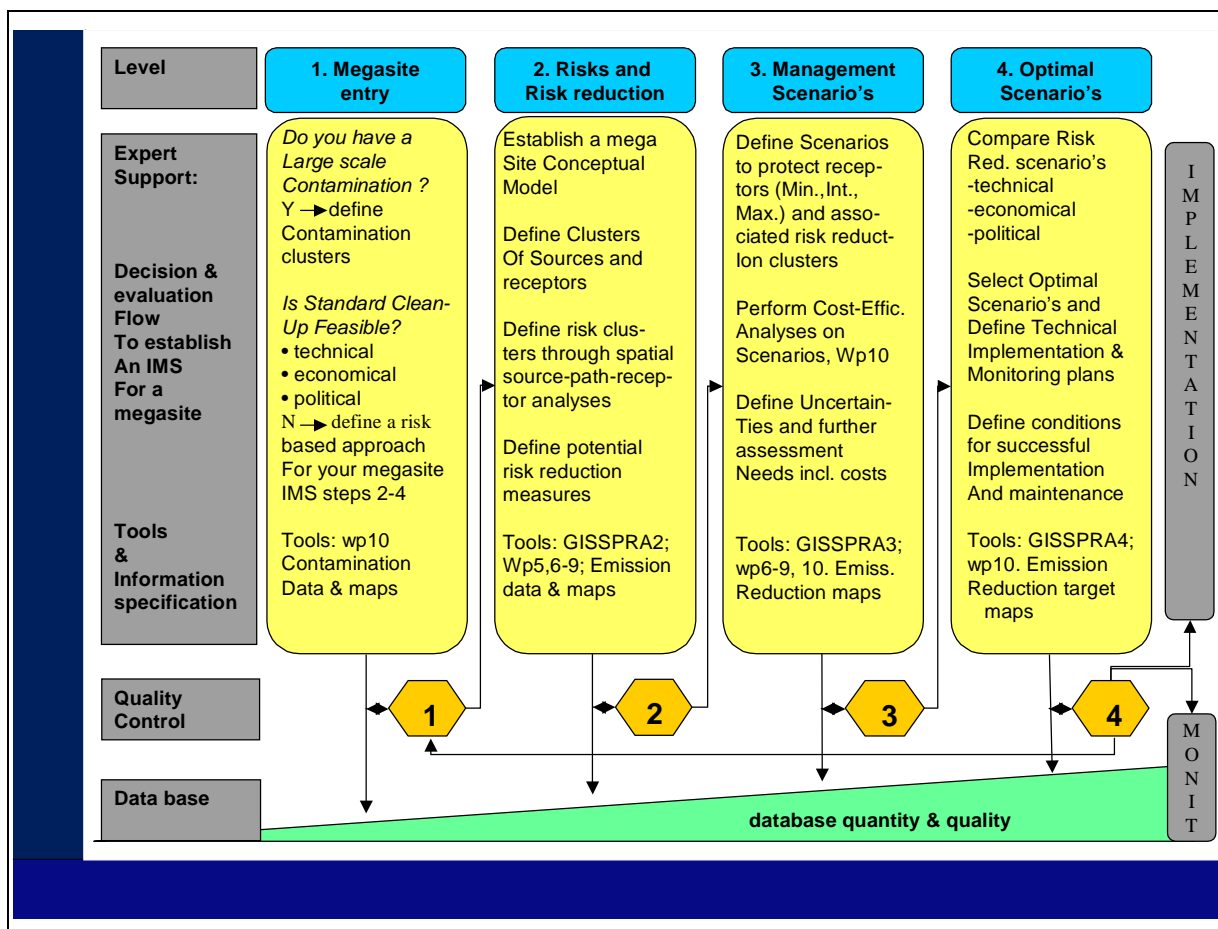 Level
1. Megasite
entry
2. Risks and
Risk reduction
3. Management
Scenario's
4. Optimal
Scenario's
Expert
Support:
Decision &
evaluation
Flow
To establish
An IMS
For a
megasite
Tools
&
Information
specification
Do you have a
Large scale
Contamination ?
Y → define
Contamination
clusters
Is Standard Clean-
Up Feasible?
• technical
• economical
• political
N → define a risk
based approach
For your megasite
IMS steps 2-4
Tools: wp10
Contamination
Data & maps
Establish a mega
Site Conceptual
Model
Define Clusters
Of Sources and
receptors
Define risk clus-
ters through spatial
source-path-recep-
tor analyses
Define potential
risk reduction
measures
Tools: GISSPRA2;
Wp5,6-9; Emission
data & maps
Define Scenarios
to protect recep-
tors (Min.,Int.,
Max.) and asso-
ciated risk reduct-
Ion clusters
Perform Cost-Effic.
Analyses on
Scenarios, Wp10
Define Uncertain-
Ties and further
assessment
Needs incl. costs
Tools: GISSPRA3;
wp6-9, 10. Emiss.
Reduction maps
Compare Risk
Red. scenario's
-technical
-economical
-political
Select Optimal
Scenario's and
Define Technical
Implementation &
Monitoring plans
Define conditions
for successful
Implementation
And maintenance
Tools: GISSPRA4;
wp10. Emission
Reduction target
maps
IMPLEMENTATION
Quality
Control
1
2
3
4
MONIT
Data base
database quantity & quality